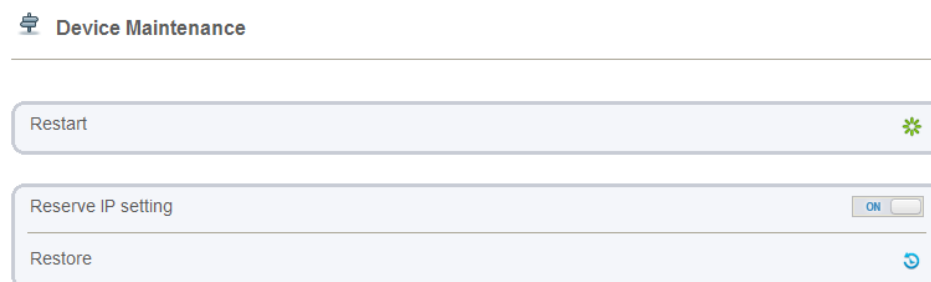 Device Maintenance
Restart
Reserve IP setting
ON
Restore